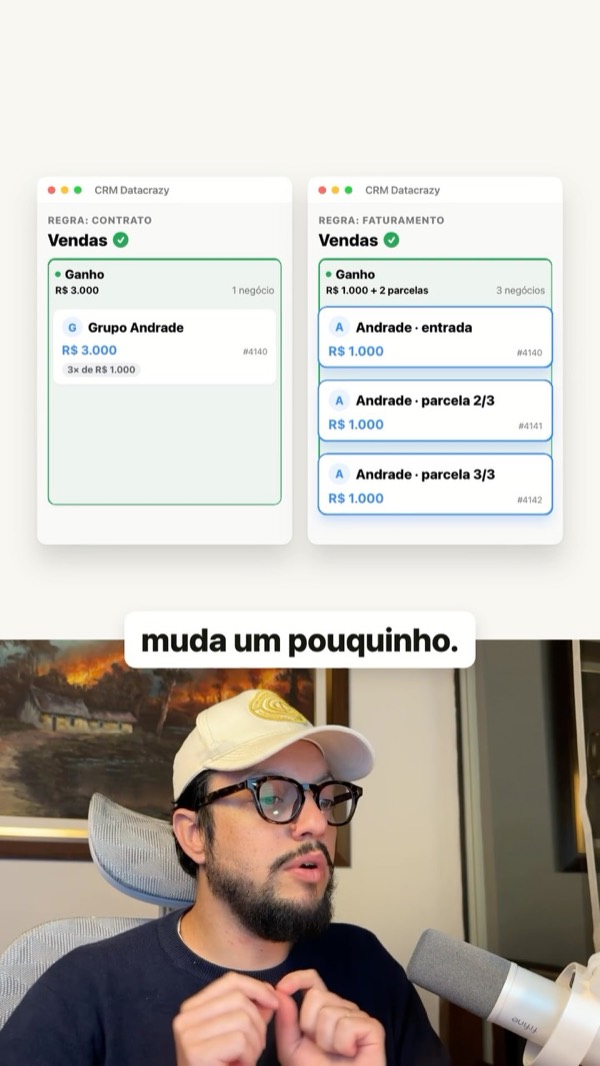 CRM Datacrazy
REGRA: CONTRATO
Vendas
Ganho
R$ 3.000
1 negócio
G Grupo Andrade
R$ 3.000
#4140
3x de R$ 1.000
CRM Datacrazy
REGRA: FATURAMENTO
Vendas
Ganho
R$ 1.000 + 2 parcelas
3 negócios
A Andrade · entrada
R$ 1.000
#4140
A Andrade · parcela 2/3
R$ 1.000
#4141
A Andrade · parcela 3/3
R$ 1.000
#4142
muda um pouquinho.
fifine